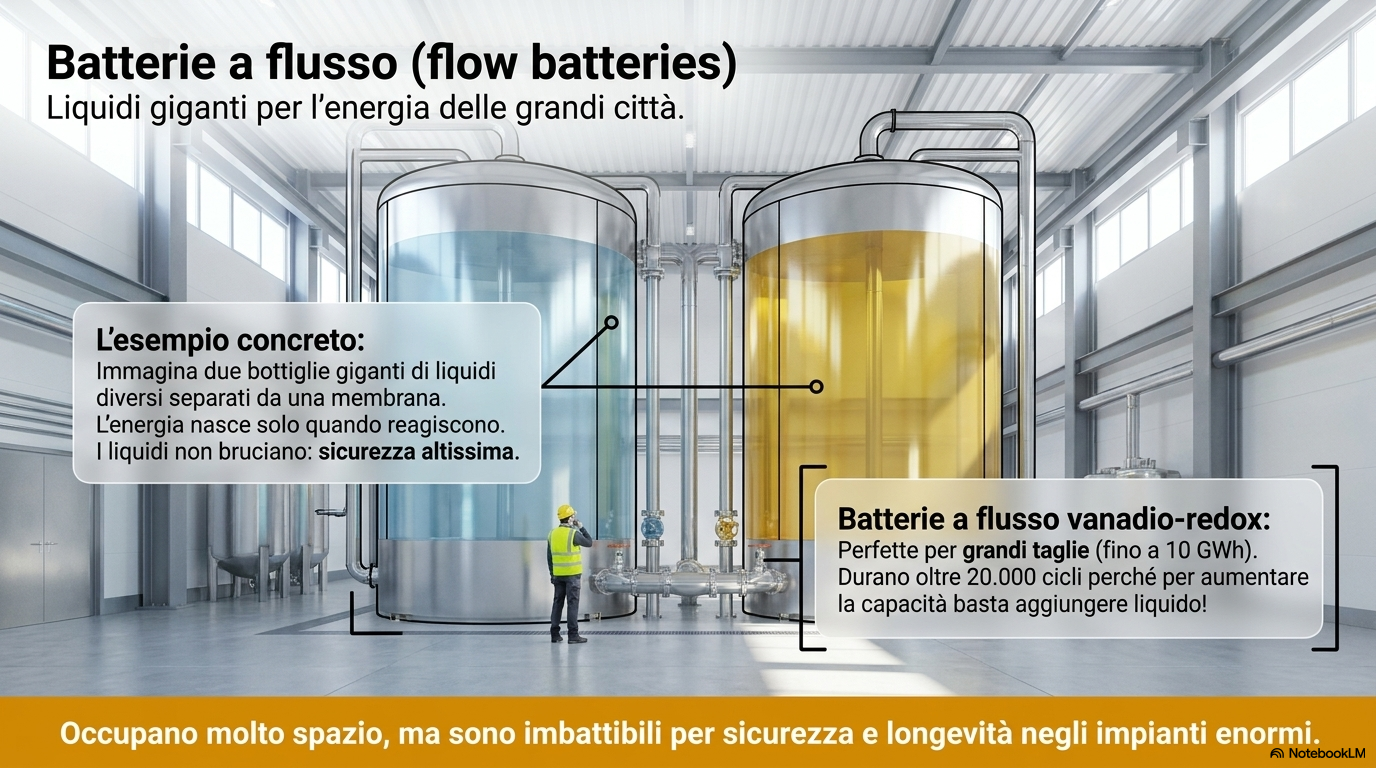 Batterie a flusso (flow batteries)
Liquidi giganti per l'energia delle grandi città.
L'esempio concreto:
Immagina due bottiglie giganti di liquidi
diversi separati da una membrana.
L'energia nasce solo quando reagiscono.
I liquidi non bruciano: sicurezza altissima.
Batterie a flusso vanadio-redox:
Perfette per grandi taglie (fino a 10 GWh).
Durano oltre 20.000 cicli perché per aumentare
la capacità basta aggiungere liquido!
Occupano molto spazio, ma sono imbattibili per sicurezza e longevità negli impianti enormi.
NotebookLM